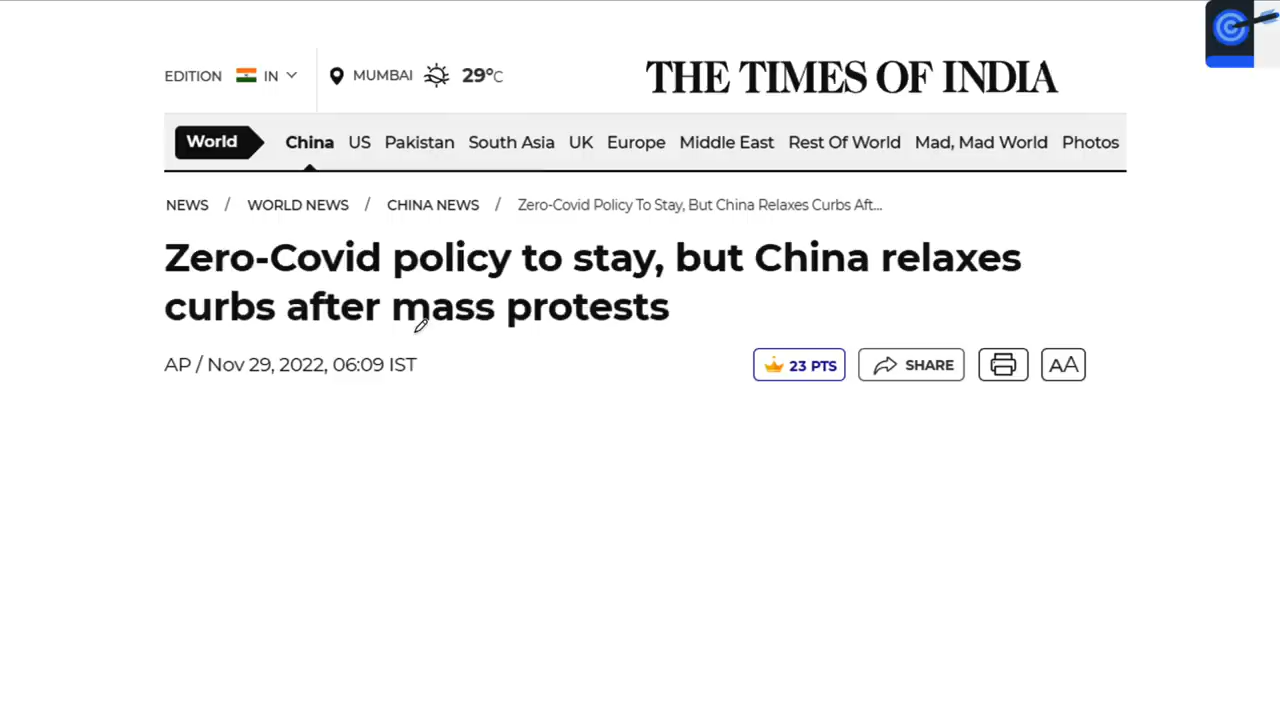 EDITION IN MUMBAI 29°C THE TIMES OF INDIA
World China US Pakistan South Asia UK Europe Middle East Rest Of World Mad, Mad World Photos
NEWS / WORLD NEWS / CHINA NEWS / Zero-Covid Policy To Stay, But China Relaxes Curbs Aft...
Zero-Covid policy to stay, but China relaxes
curbs after mass protests
AP / Nov 29, 2022, 06:09 IST 23 PTS SHARE AA